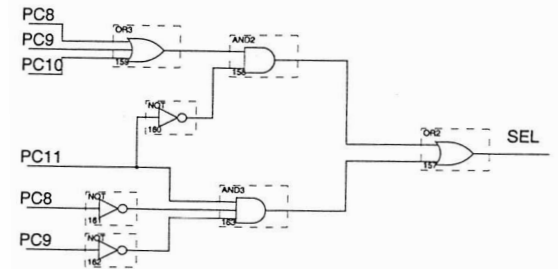 PC8
OR3
PC9
159
PC10
AND2
158
NOT
160
PC11
OR2
SEL
157
PC8
NOT
161
AND3
163
PC9
NOT
162